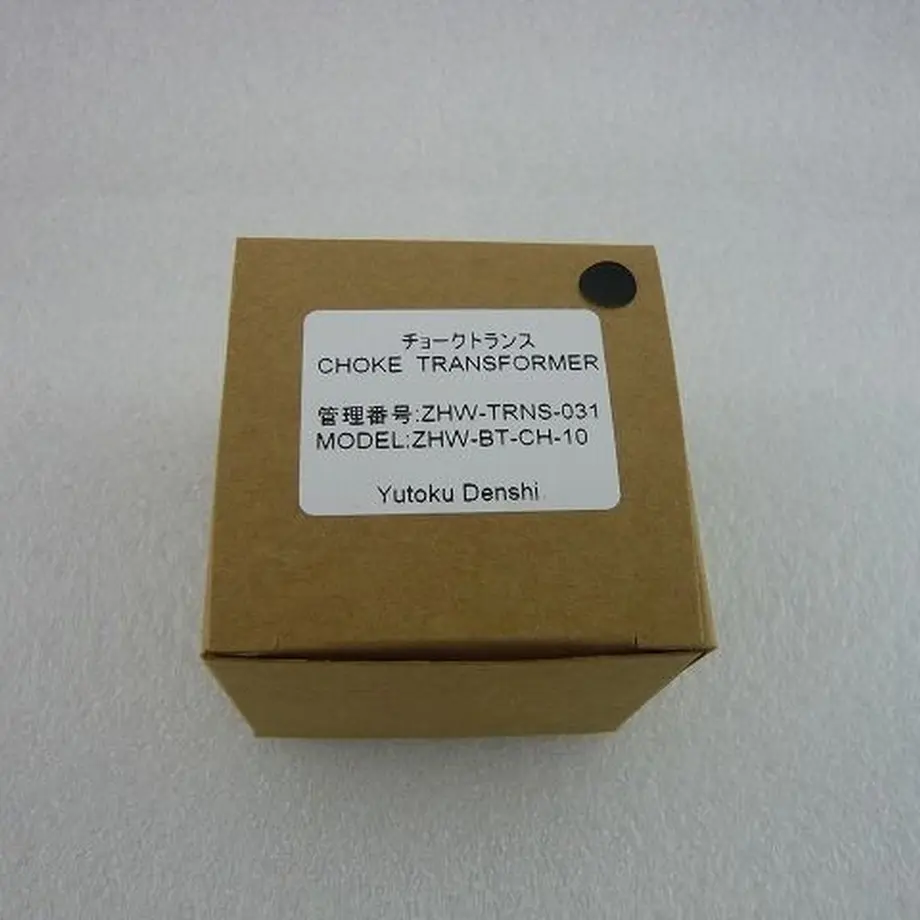 チョークトランス
CHOKE TRANSFORMER
管理番号:ZHW-TRNS-031
MODEL:ZHW-BT-CH-10
Yutoku Denshi